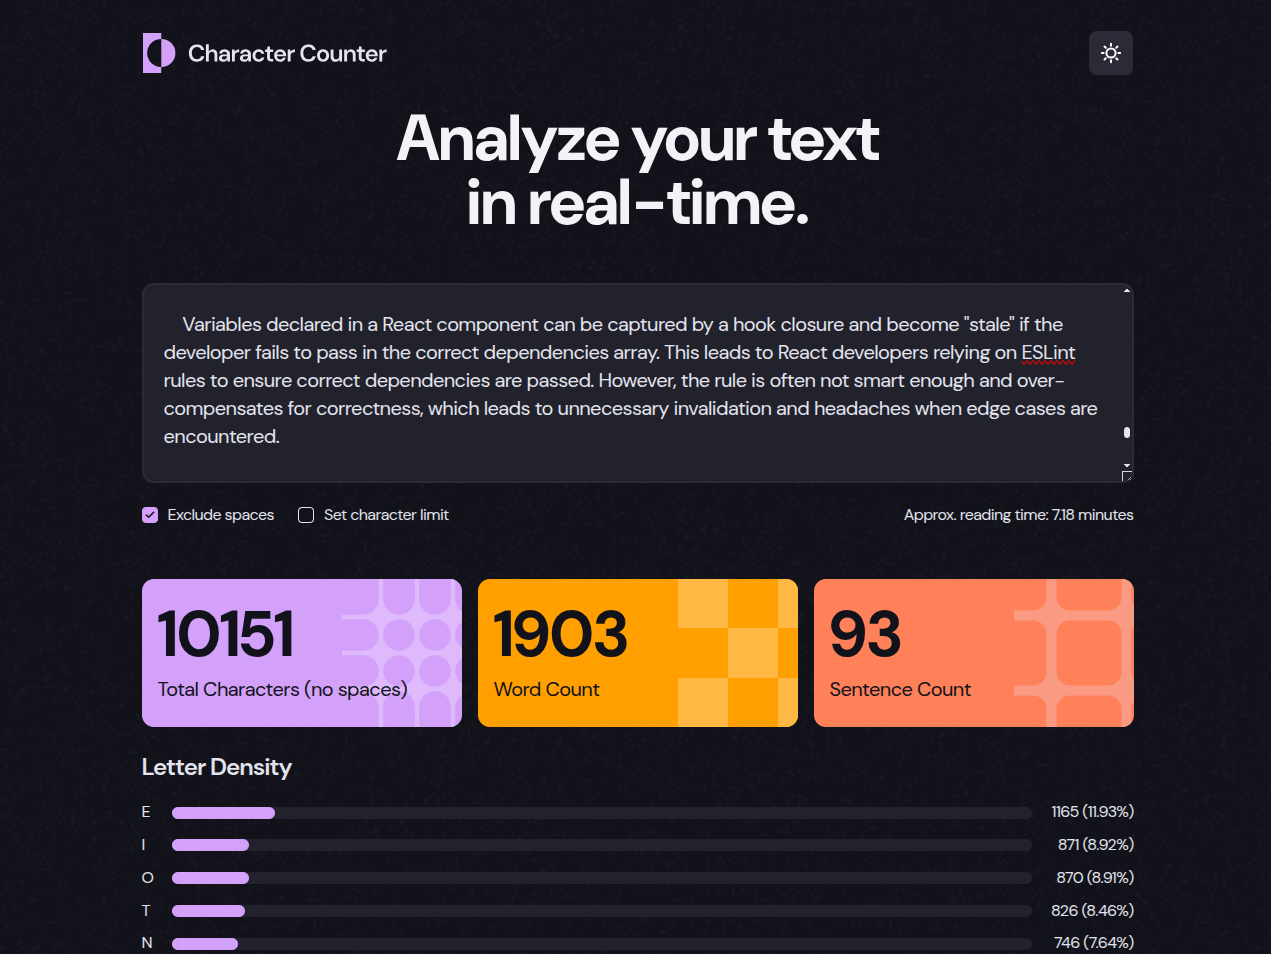 Character Counter
Analyze your text
in real-time.
Variables declared in a React component can be captured by a hook closure and become "stale" if the
developer fails to pass in the correct dependencies array. This leads to React developers relying on ESLint
rules to ensure correct dependencies are passed. However, the rule is often not smart enough and over-
compensates for correctness, which leads to unnecessary invalidation and headaches when edge cases are
encountered.
Exclude spaces
Set character limit
Approx. reading time: 7.18 minutes
10151
Total Characters (no spaces)
1903
Word Count
93
Sentence Count
Letter Density
E 1165 (11.93%)
I 871 (8.92%)
O 870 (8.91%)
T 826 (8.46%)
N 746 (7.64%)